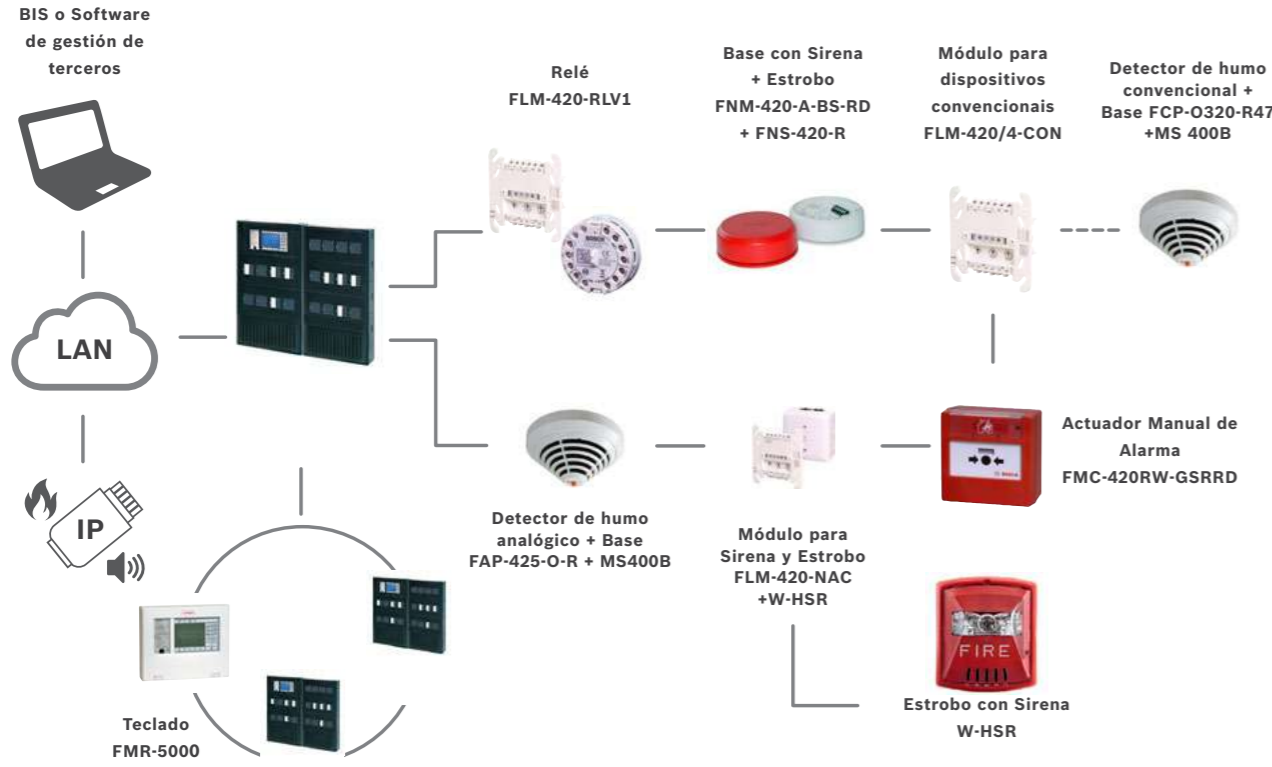 BIS o Software
de gestión de
terceros
Relé
FLM-420-RLV1
Base con Sirena
+ Estrobo
FNM-420-A-BS-RD
+ FNS-420-R
Módulo para
dispositivos
convencionais
FLM-420/4-CON
Detector de humo
convencional +
Base FCP-O320-R47
+MS 400B
LAN
IP
Detector de humo
analógico + Base
FAP-425-O-R + MS400B
Módulo para
Sirena y Estrobo
FLM-420-NAC
+W-HSR
Actuador Manual de
Alarma
FMC-420RW-GSRRD
FIRE
Estrobo con Sirena
W-HSR
Teclado
FMR-5000